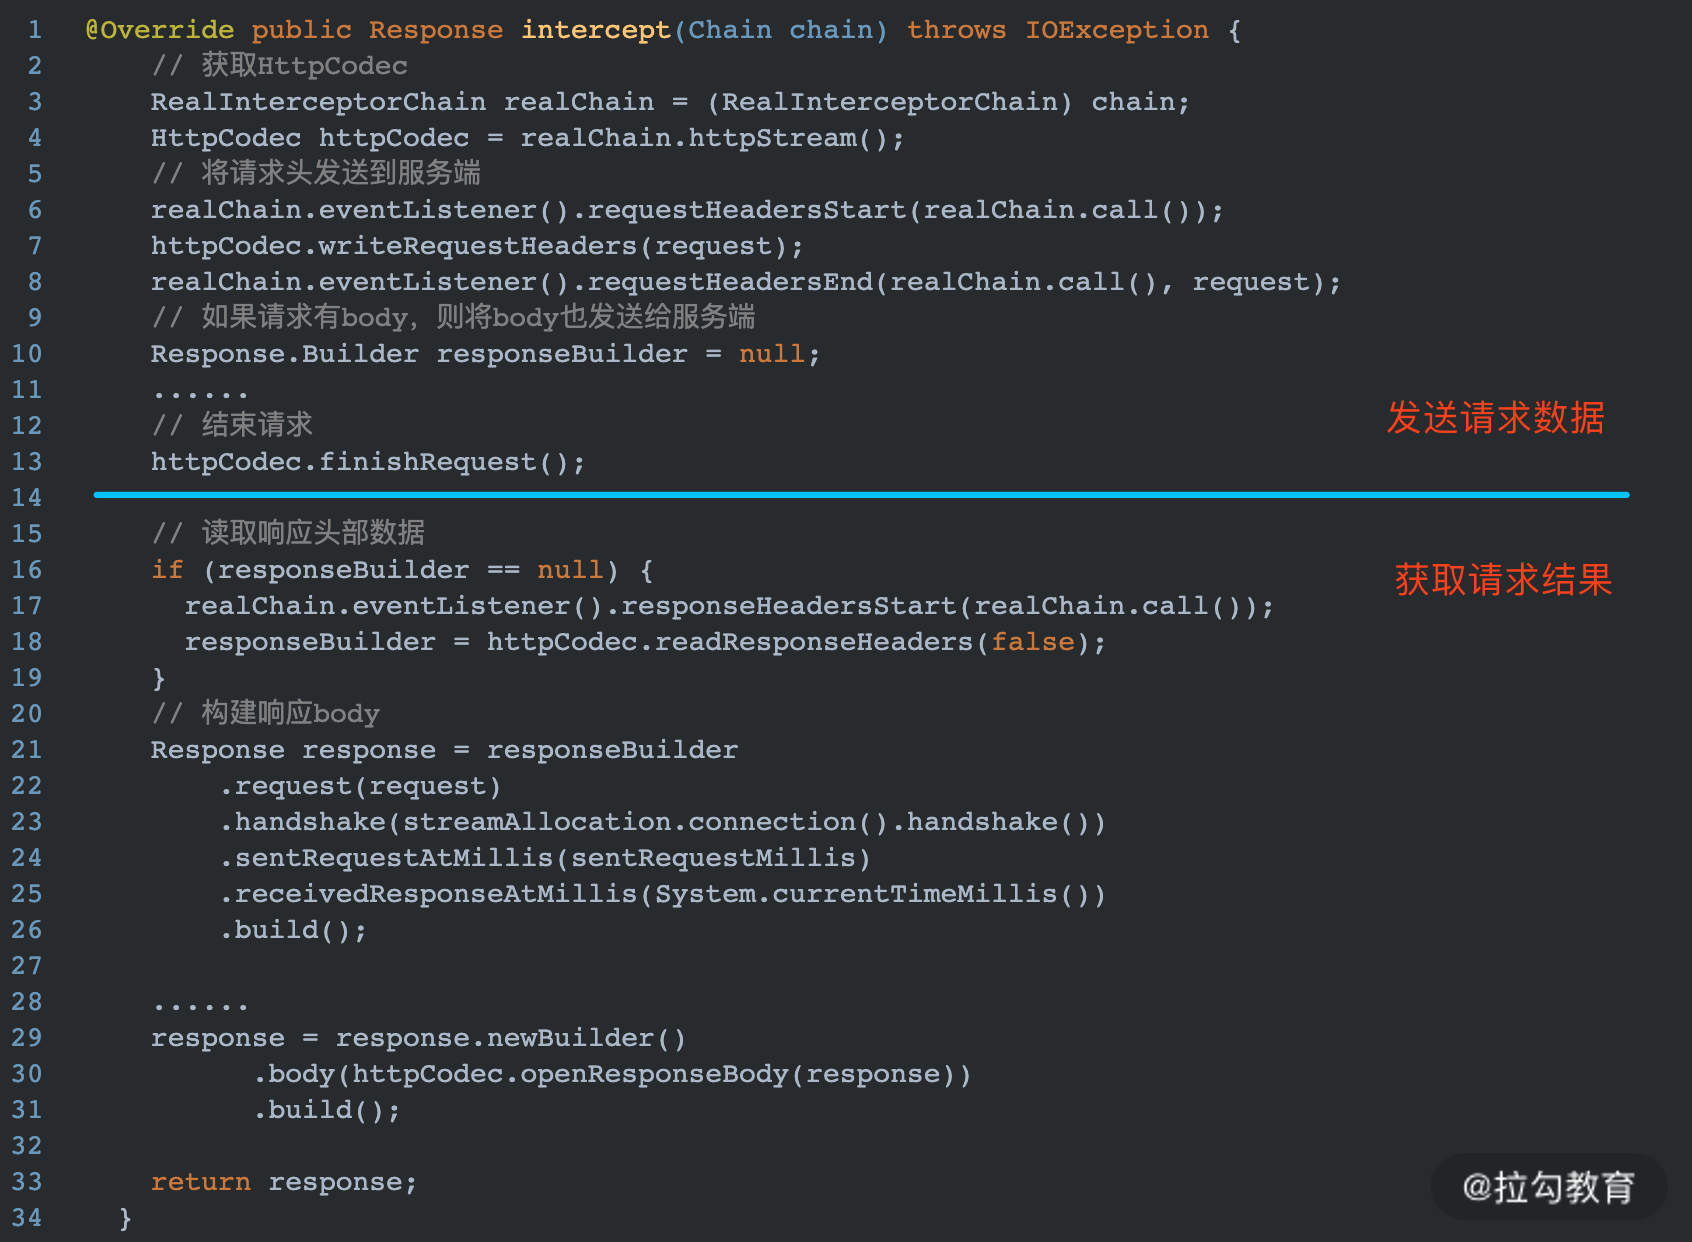 1 @Override public Response intercept(Chain chain) throws IOException {
2 // 获取HttpCodec
3 RealInterceptorChain realChain = (RealInterceptorChain) chain;
4 HttpCodec httpCodec = realChain.httpStream();
5 // 将请求头发送到服务端
6 realChain.eventListener().requestHeadersStart(realChain.call());
7 httpCodec.writeRequestHeaders(request);
8 realChain.eventListener().requestHeadersEnd(realChain.call(), request);
9 // 如果请求有body，则将body也发送给服务端
10 Response.Builder responseBuilder = null;
11 ......
12 // 结束请求
发送请求数据
13 httpCodec.finishRequest();
14
15 // 读取响应头部数据
16 if (responseBuilder == null) {
获取请求结果
17 realChain.eventListener().responseHeadersStart(realChain.call());
18 responseBuilder = httpCodec.readResponseHeaders(false);
19 }
20 // 构建响应body
21 Response response = responseBuilder
22 .request(request)
23 .handshake(streamAllocation.connection().handshake())
24 .sentRequestAtMillis(sentRequestMillis)
25 .receivedResponseAtMillis(System.currentTimeMillis())
26 .build();
27
28 ......
29 response = response.newBuilder()
30 .body(httpCodec.openResponseBody(response))
31 .build();
32
33 return response;
34 }
@拉勾教育